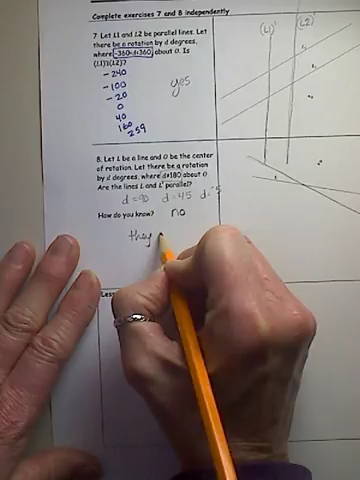 Complete exercises 7 and 8 independently
7 Let L1 and L2 be parallel lines. Let
there be a rotation by d degrees,
where -360<d<360 about O. Is
(L1)'||(L2)'?
-240
-100
-20
0
40
160
259
yes
(L1)'
(L2)'
8. Let L be a line and O be the center
of rotation. Let there be a rotation
by d degrees, where d≠180 about O.
Are the lines L and L' parallel?
d=90 d=45
How do you know? no
they